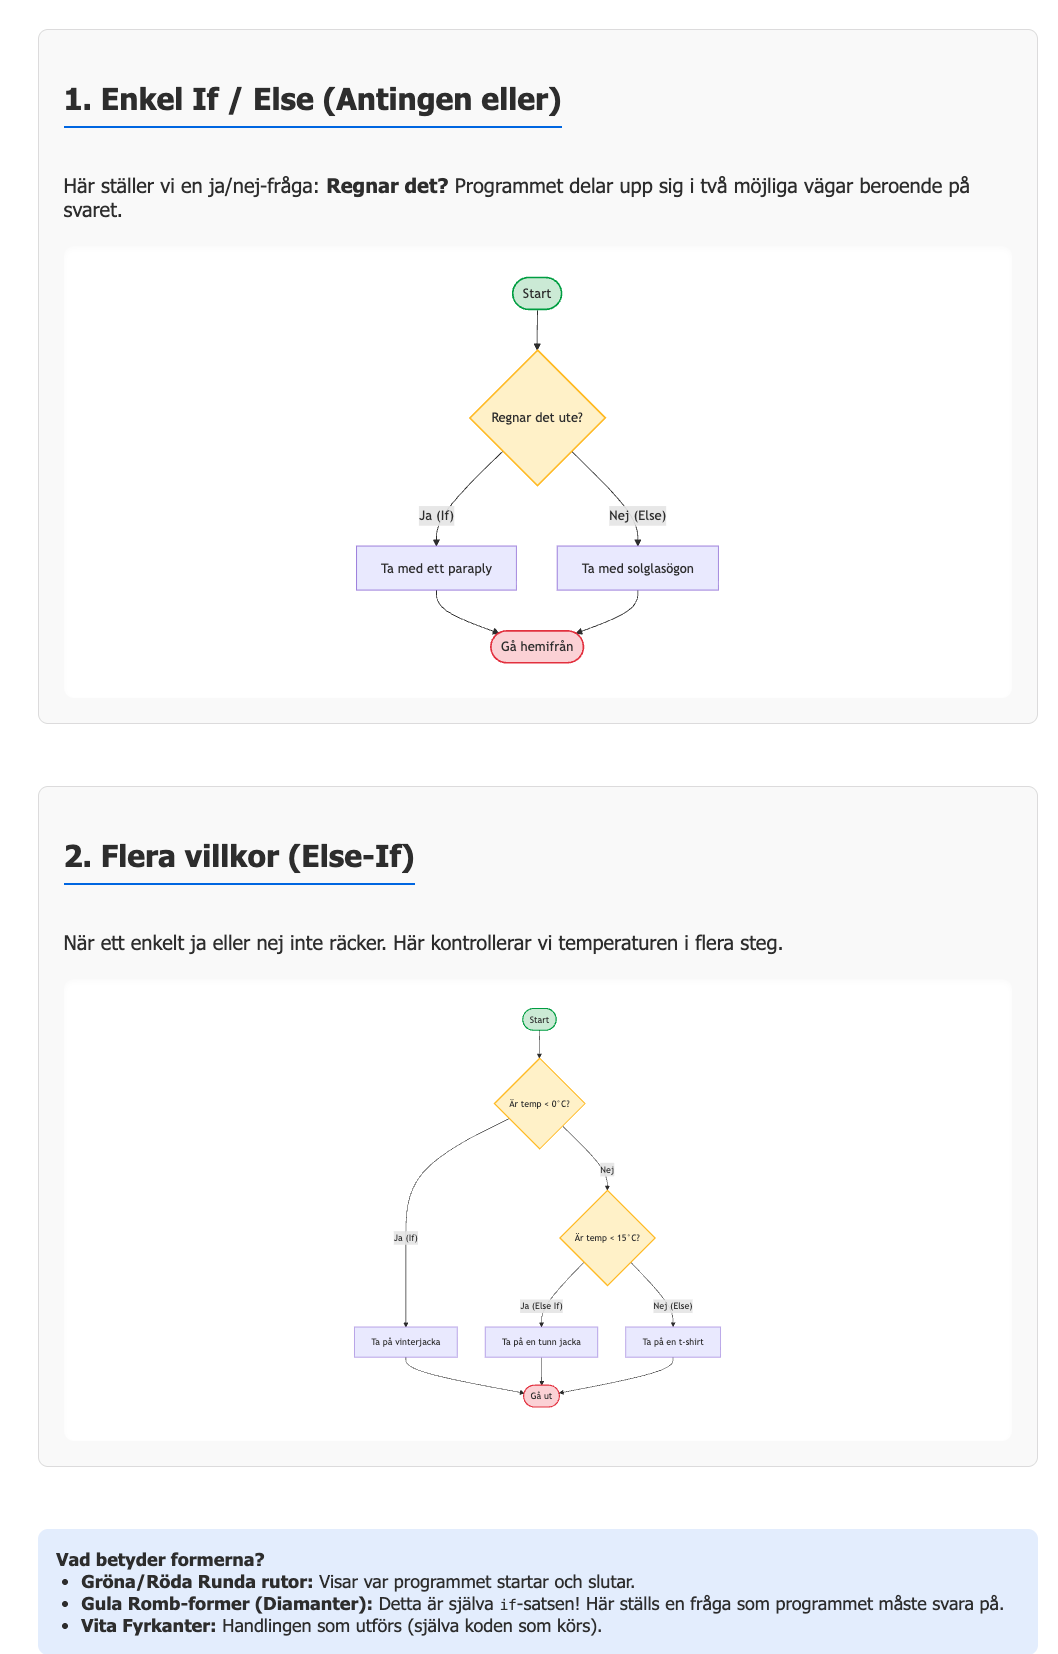 1. Enkel If / Else (Antingen eller)
Här ställer vi en ja/nej-fråga: Regnar det? Programmet delar upp sig i två möjliga vägar beroende på
svaret.
Start
Regnar det ute?
Ja (If)
Nej (Else)
Ta med ett paraply
Ta med solglasögon
Gå hemifrån
2. Flera villkor (Else-If)
När ett enkelt ja eller nej inte räcker. Här kontrollerar vi temperaturen i flera steg.
Start
Är temp < 0°C?
Nej
Ja (If)
Är temp < 15°C?
Ja (Else If)
Nej (Else)
Ta på vinterjacka
Ta på en tunn jacka
Ta på en t-shirt
Gå ut
Vad betyder formerna?
• Gröna/Röda Runda rutor: Visar var programmet startar och slutar.
• Gula Romb-former (Diamanter): Detta är själva if-satsen! Här ställs en fråga som programmet måste svara på.
• Vita Fyrkanter: Handlingen som utförs (själva koden som körs).